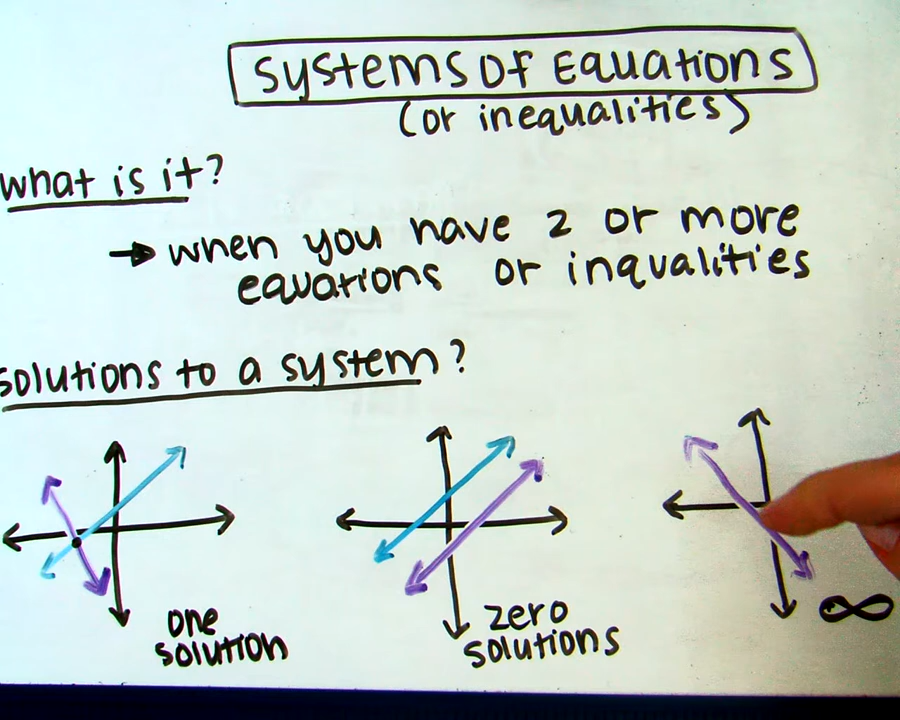 systems of Equations
(or inequalities)
what is it?
→ when you have 2 or more
equations or inqualities
solutions to a system?
one
solution
zero
solutions
∞